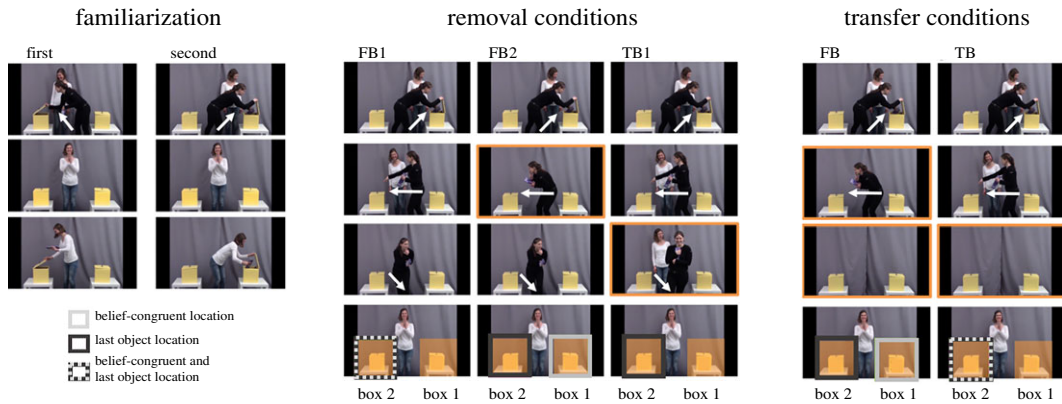 familiarization
removal conditions
transfer conditions
first
second
FB1
FB2
TB1
FB
TB
belief-congruent location
last object location
belief-congruent and
last object location
box 2
box 1
box 2
box 1
box 2
box 1
box 2
box 1
box 2
box 1